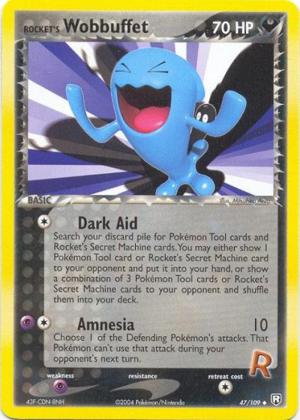 ROCKET'S Wobbuffet 70 HP
BASIC
Dark Aid
Search your discard pile for Pokémon Tool cards and
Rocket's Secret Machine cards. You may either show 1
Pokémon Tool card or Rocket's Secret Machine card to
your opponent and put it into your hand, or show
a combination of 3 Pokémon Tool cards or Rocket's
Secret Machine cards to your opponent and shuffle
them into your deck.
Amnesia 10
Choose 1 of the Defending Pokémon's attacks. That
Pokémon can't use that attack during
your opponent's next turn.
weakness resistance retreat cost
R
43F-CDN-BNH ©2004 Pokémon/Nintendo 47/109 R